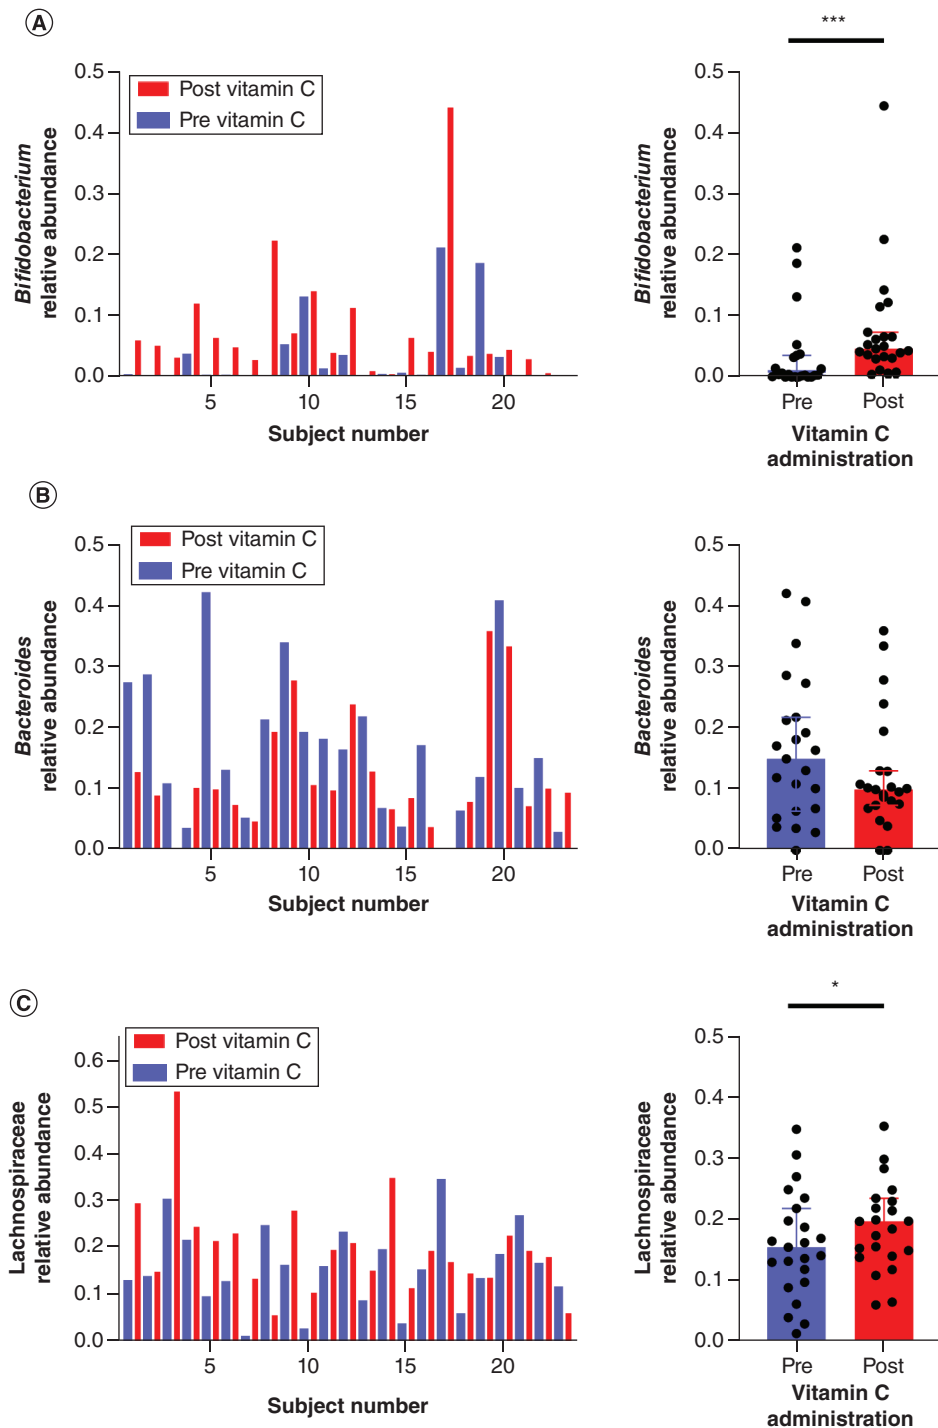 A
***
0.5
0.4
0.3
0.2
0.1
0.0
Bifidobacterium
relative abundance
Post vitamin C
Pre vitamin C
5
10
15
20
Subject number
0.5
0.4
0.3
0.2
0.1
0.0
Bifidobacterium
relative abundance
Pre
Post
Vitamin C
administration
B
0.5
0.4
0.3
0.2
0.1
0.0
Bacteroides
relative abundance
Post vitamin C
Pre vitamin C
5
10
15
20
Subject number
0.5
0.4
0.3
0.2
0.1
0.0
Bacteroides
relative abundance
Pre
Post
Vitamin C
administration
C
*
0.6
0.5
0.4
0.3
0.2
0.1
0.0
Lachnospiraceae
relative abundance
Post vitamin C
Pre vitamin C
5
10
15
20
Subject number
0.5
0.4
0.3
0.2
0.1
0.0
Lachnospiraceae
relative abundance
Pre
Post
Vitamin C
administration